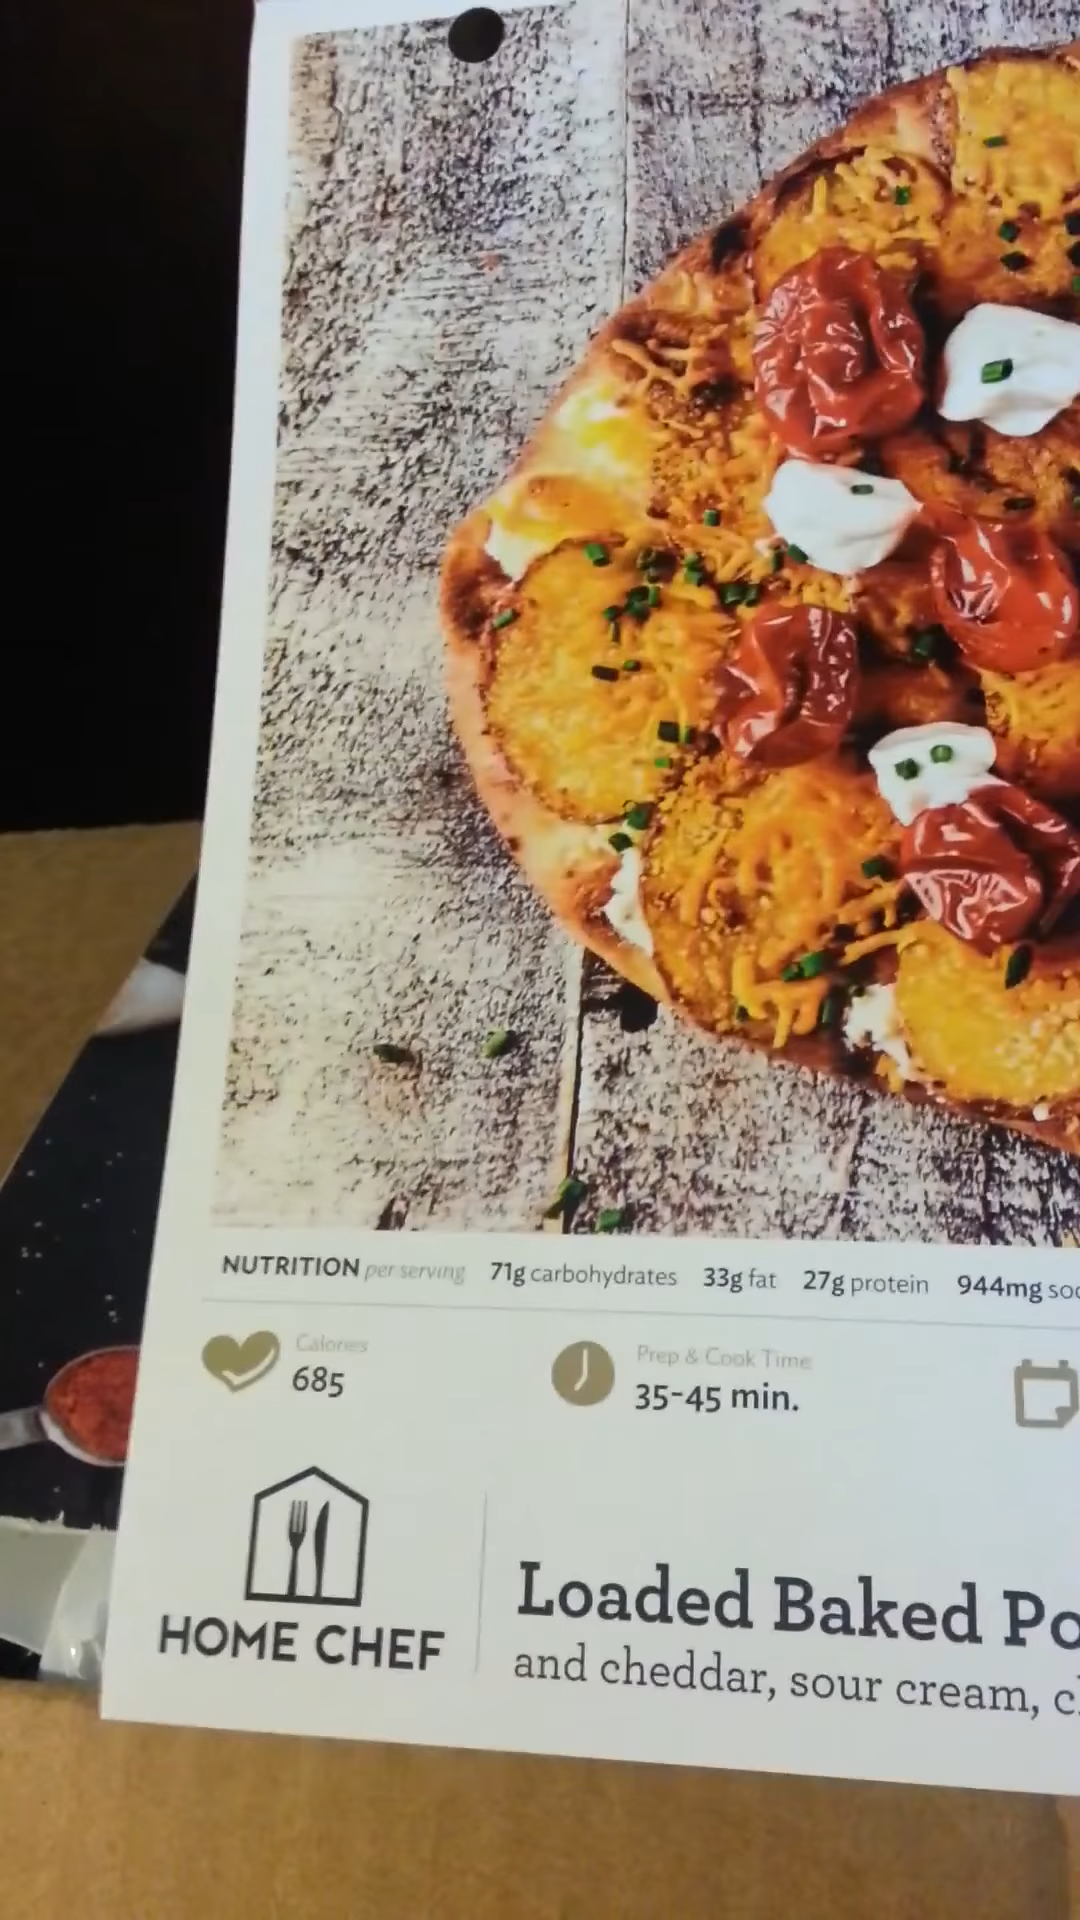 NUTRITION per serving 71g carbohydrates 33g fat 27g protein 944mg
Calories
685
Prep & Cook Time
35-45 min.
HOME CHEF
Loaded Baked
and cheddar, sour cream,